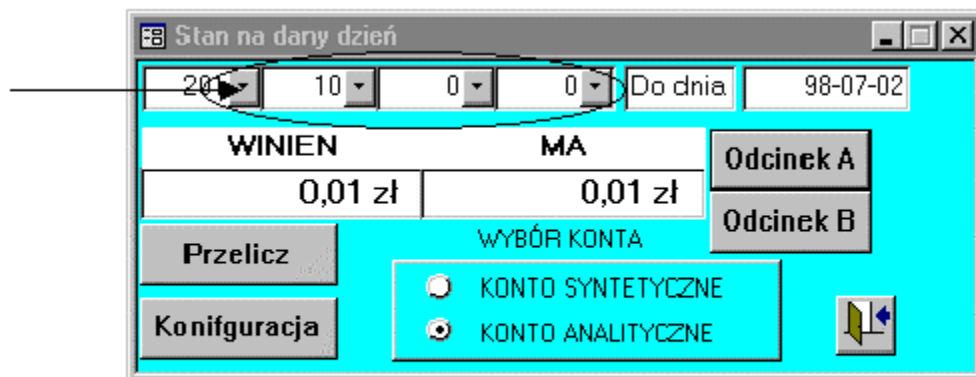 Stan na dany dzień
201 10 0 0 Do dnia 98-07-02
WINIEN MA
0,01 zł 0,01 zł
Odcinek A
Odcinek B
Przelicz
WYBÓR KONTA
KONTO SYNTETYCZNE
KONTO ANALITYCZNE
Konifguracja